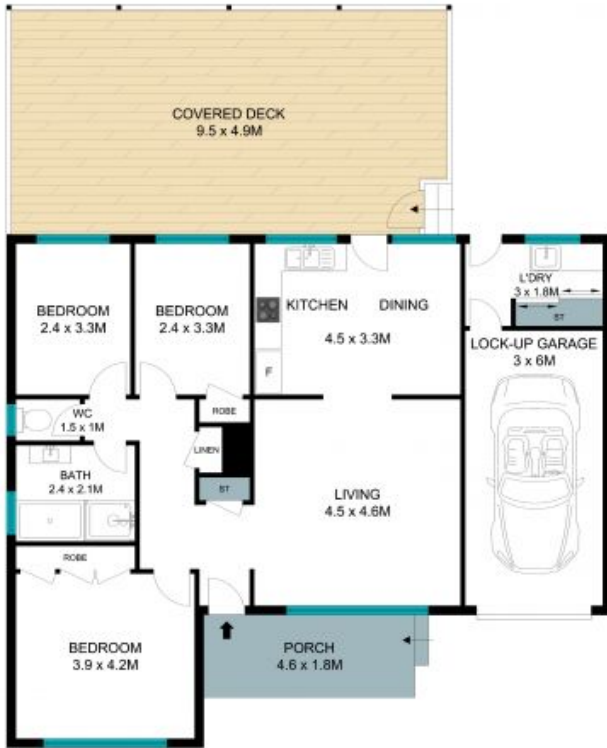 COVERED DECK
9.5 x 4.9M
BEDROOM
2.4 x 3.3M
BEDROOM
2.4 x 3.3M
KITCHEN
DINING
4.5 x 3.3M
F
L'DRY
3 x 1.8M
ST
LOCK-UP GARAGE
3 x 6M
WC
1.5 x 1M
ROBE
LINEN
ST
BATH
2.4 x 2.1M
LIVING
4.5 x 4.6M
ROBE
BEDROOM
3.9 x 4.2M
PORCH
4.6 x 1.8M